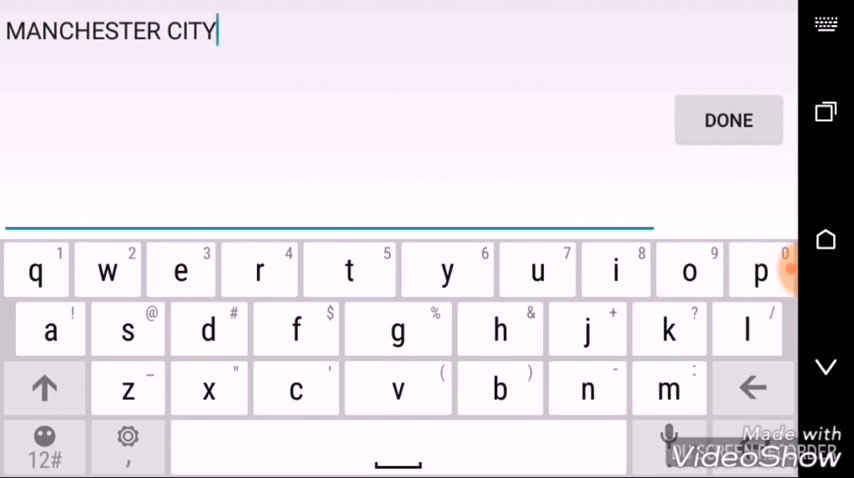 MANCHESTER CITY
DONE
1 2 3 4 5 6 7 8 9 0
q w e r t y u i o p
! @ # $ % & + ? /
a s d f g h j k l
_ " ' ( ) - :
z x c v b n m
12# ,
Made with
VideoShow